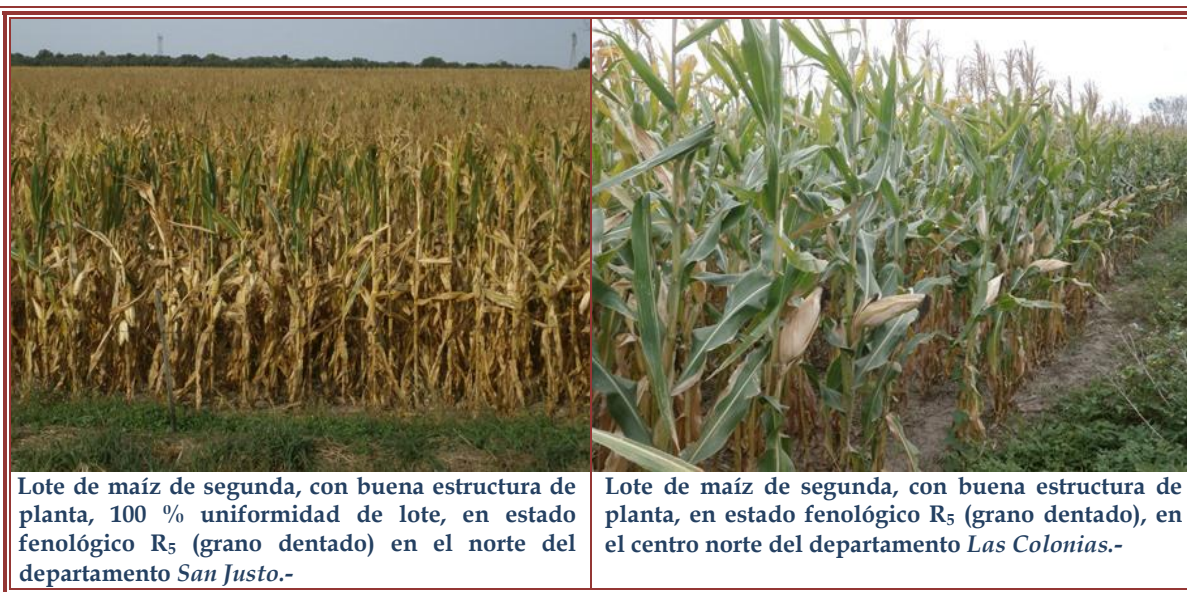 Lote de maíz de segunda, con buena estructura de
planta, 100 % uniformidad de lote, en estado
fenológico R₅ (grano dentado) en el norte del
departamento San Justo.-
Lote de maíz de segunda, con buena estructura de
planta, en estado fenológico R₅ (grano dentado), en
el centro norte del departamento Las Colonias.-